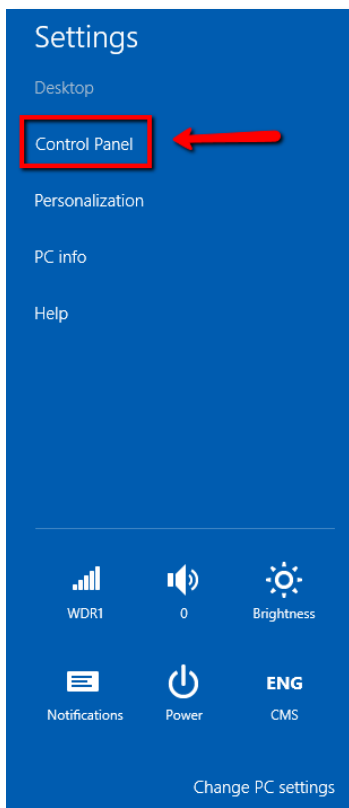 Settings
Desktop
Control Panel
Personalization
PC info
Help
WDR1 0 Brightness
ENG
Notifications Power CMS
Change PC settings